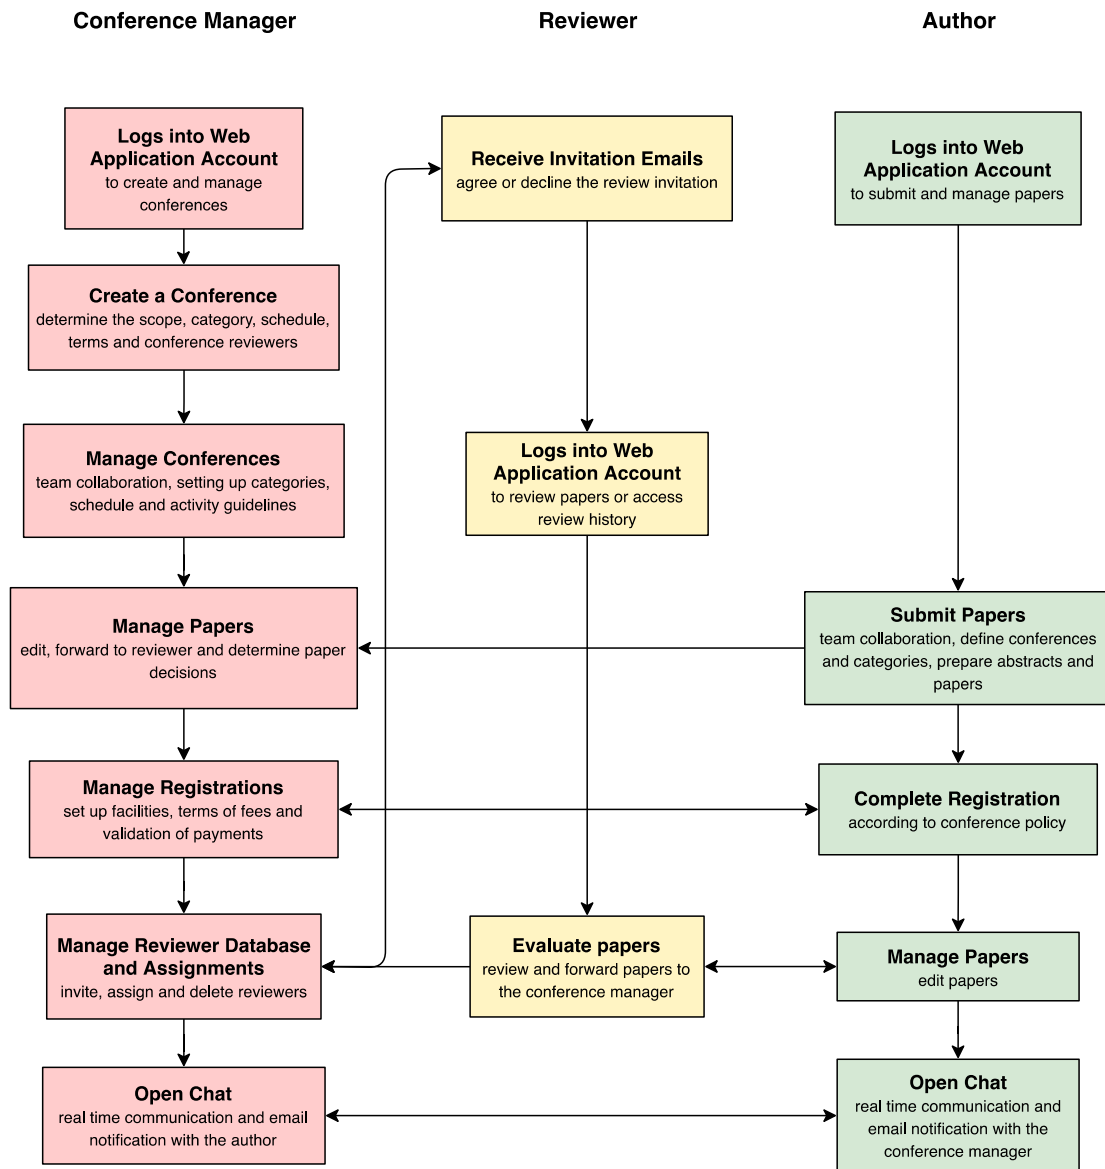 Conference Manager
Reviewer
Author
Logs into Web
Application Account
to create and manage
conferences
Create a Conference
determine the scope, category, schedule,
terms and conference reviewers
Manage Conferences
team collaboration, setting up categories,
schedule and activity guidelines
Manage Papers
edit, forward to reviewer and determine paper
decisions
Manage Registrations
set up facilities, terms of fees and
validation of payments
Manage Reviewer Database
and Assignments
invite, assign and delete reviewers
Open Chat
real time communication and email
notification with the author
Receive Invitation Emails
agree or decline the review invitation
Logs into Web
Application Account
to review papers or access
review history
Evaluate papers
review and forward papers to
the conference manager
Logs into Web
Application Account
to submit and manage papers
Submit Papers
team collaboration, define conferences
and categories, prepare abstracts and
papers
Complete Registration
according to conference policy
Manage Papers
edit papers
Open Chat
real time communication and
email notification with the
conference manager